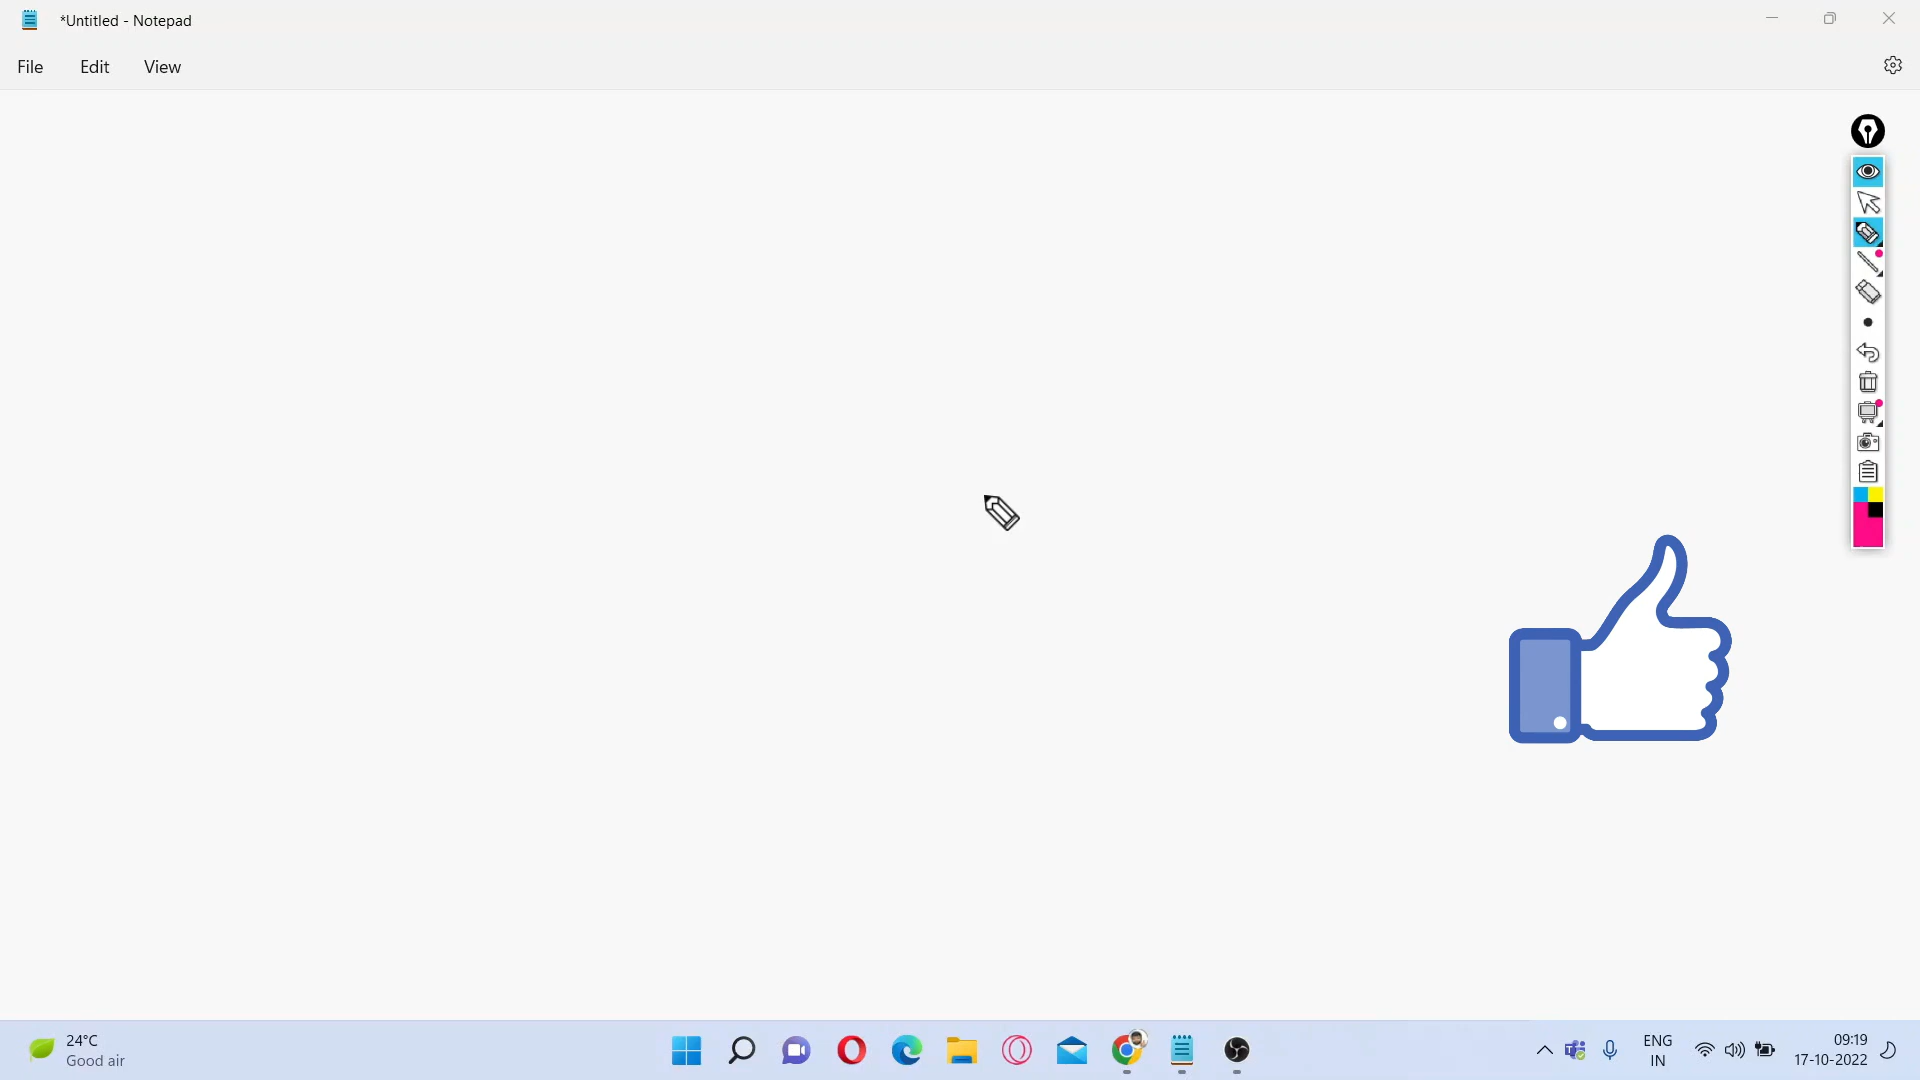 *Untitled - Notepad
File Edit View
24°C
Good air
ENG
IN
09:19
17-10-2022